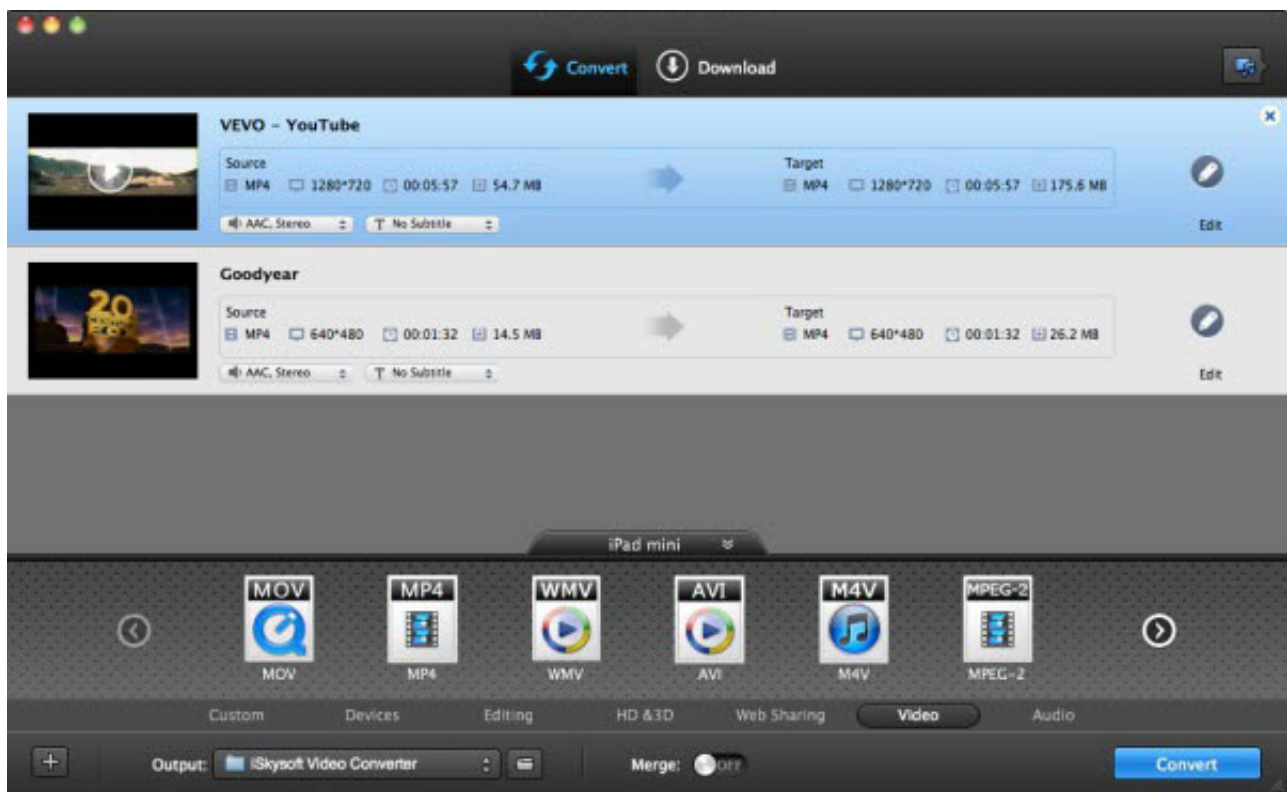 Convert
Download
VEVO - YouTube
Source
MP4 1280*720 00:05:57 54.7 MB
Target
MP4 1280*720 00:05:57 175.6 MB
AAC, Stereo
T No Subtitle
Edit
20
Goodyear
Source
MP4 640*480 00:01:32 14.5 MB
Target
MP4 640*480 00:01:32 26.2 MB
AAC, Stereo
T No Subtitle
Edit
iPad mini
MOV MP4 WMV AVI M4V MPEG-2
MOV MP4 WMV AVI M4V MPEG-2
Custom Devices Editing HD &3D Web Sharing Video Audio
Output: iSkysoft Video Converter
Merge: OFF
Convert